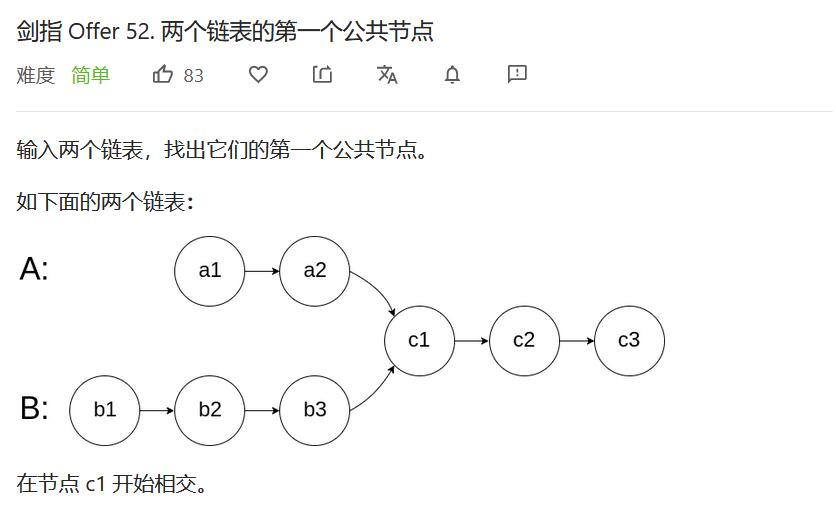 剑指 Offer 52. 两个链表的第一个公共节点
难度 简单 83
输入两个链表，找出它们的第一个公共节点。
如下面的两个链表：
A: a1 a2
c1 c2 c3
B: b1 b2 b3
在节点 c1 开始相交。